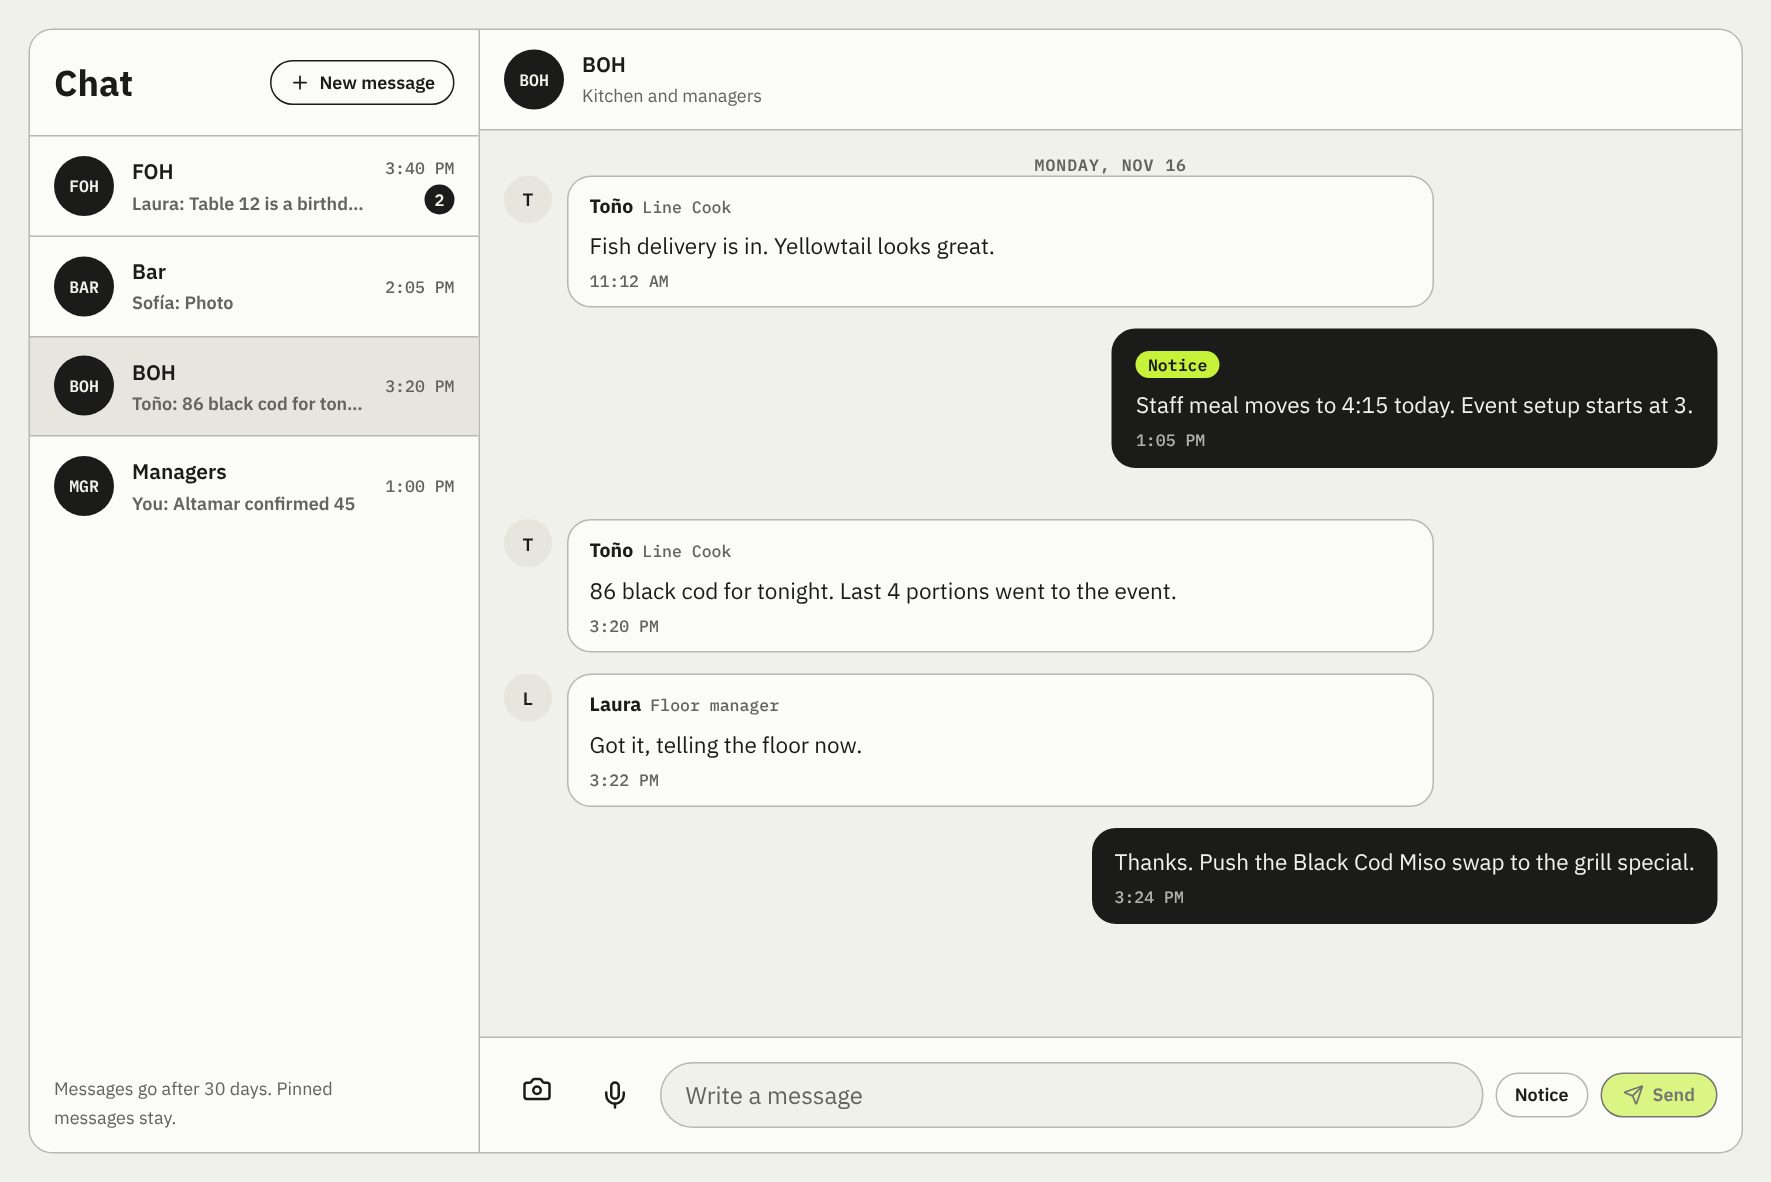 Chat
+ New message
FOH
FOH
3:40 PM
Laura: Table 12 is a birthd...
2
BAR
Bar
2:05 PM
Sofía: Photo
BOH
BOH
3:20 PM
Toño: 86 black cod for ton...
MGR
Managers
1:00 PM
You: Altamar confirmed 45
Messages go after 30 days. Pinned
messages stay.
BOH
BOH
Kitchen and managers
MONDAY, NOV 16
T
Toño Line Cook
Fish delivery is in. Yellowtail looks great.
11:12 AM
Notice
Staff meal moves to 4:15 today. Event setup starts at 3.
1:05 PM
T
Toño Line Cook
86 black cod for tonight. Last 4 portions went to the event.
3:20 PM
L
Laura Floor manager
Got it, telling the floor now.
3:22 PM
Thanks. Push the Black Cod Miso swap to the grill special.
3:24 PM
Write a message
Notice
Send